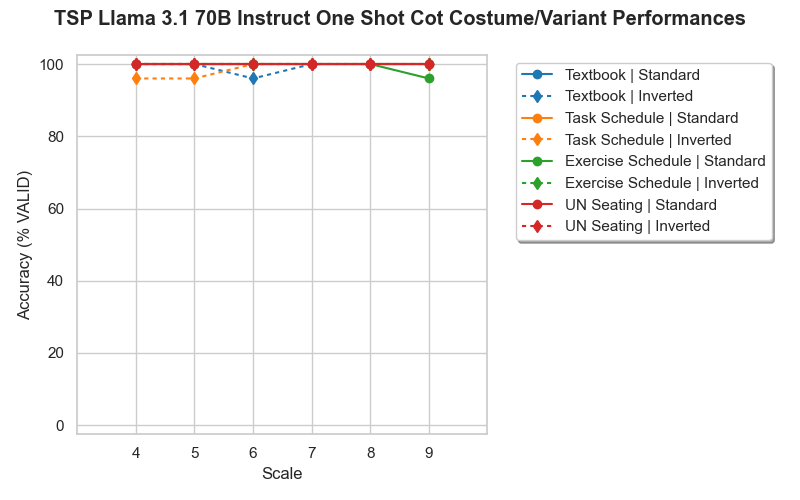 TSP Llama 3.1 70B Instruct One Shot Cot Costume/Variant Performances
100
80
60
40
20
0
Accuracy (% VALID)
4 5 6 7 8 9
Scale
Textbook | Standard
Textbook | Inverted
Task Schedule | Standard
Task Schedule | Inverted
Exercise Schedule | Standard
Exercise Schedule | Inverted
UN Seating | Standard
UN Seating | Inverted